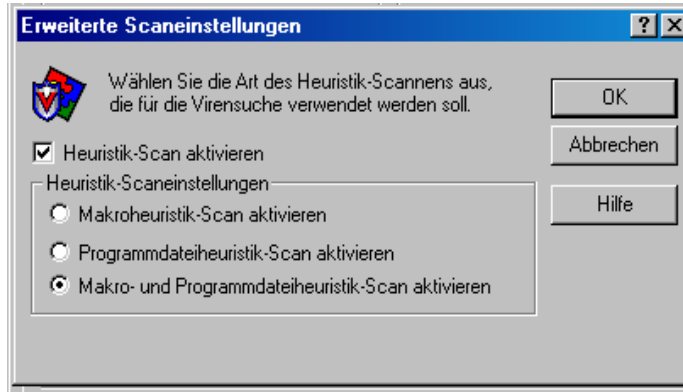 Erweiterte Scaneinstellungen
Wählen Sie die Art des Heuristik-Scannens aus,
die für die Virensuche verwendet werden soll.
OK
Abbrechen
Hilfe
Heuristik-Scan aktivieren
Heuristik-Scaneinstellungen
Makroheuristik-Scan aktivieren
Programmdateiheuristik-Scan aktivieren
Makro- und Programmdateiheuristik-Scan aktivieren